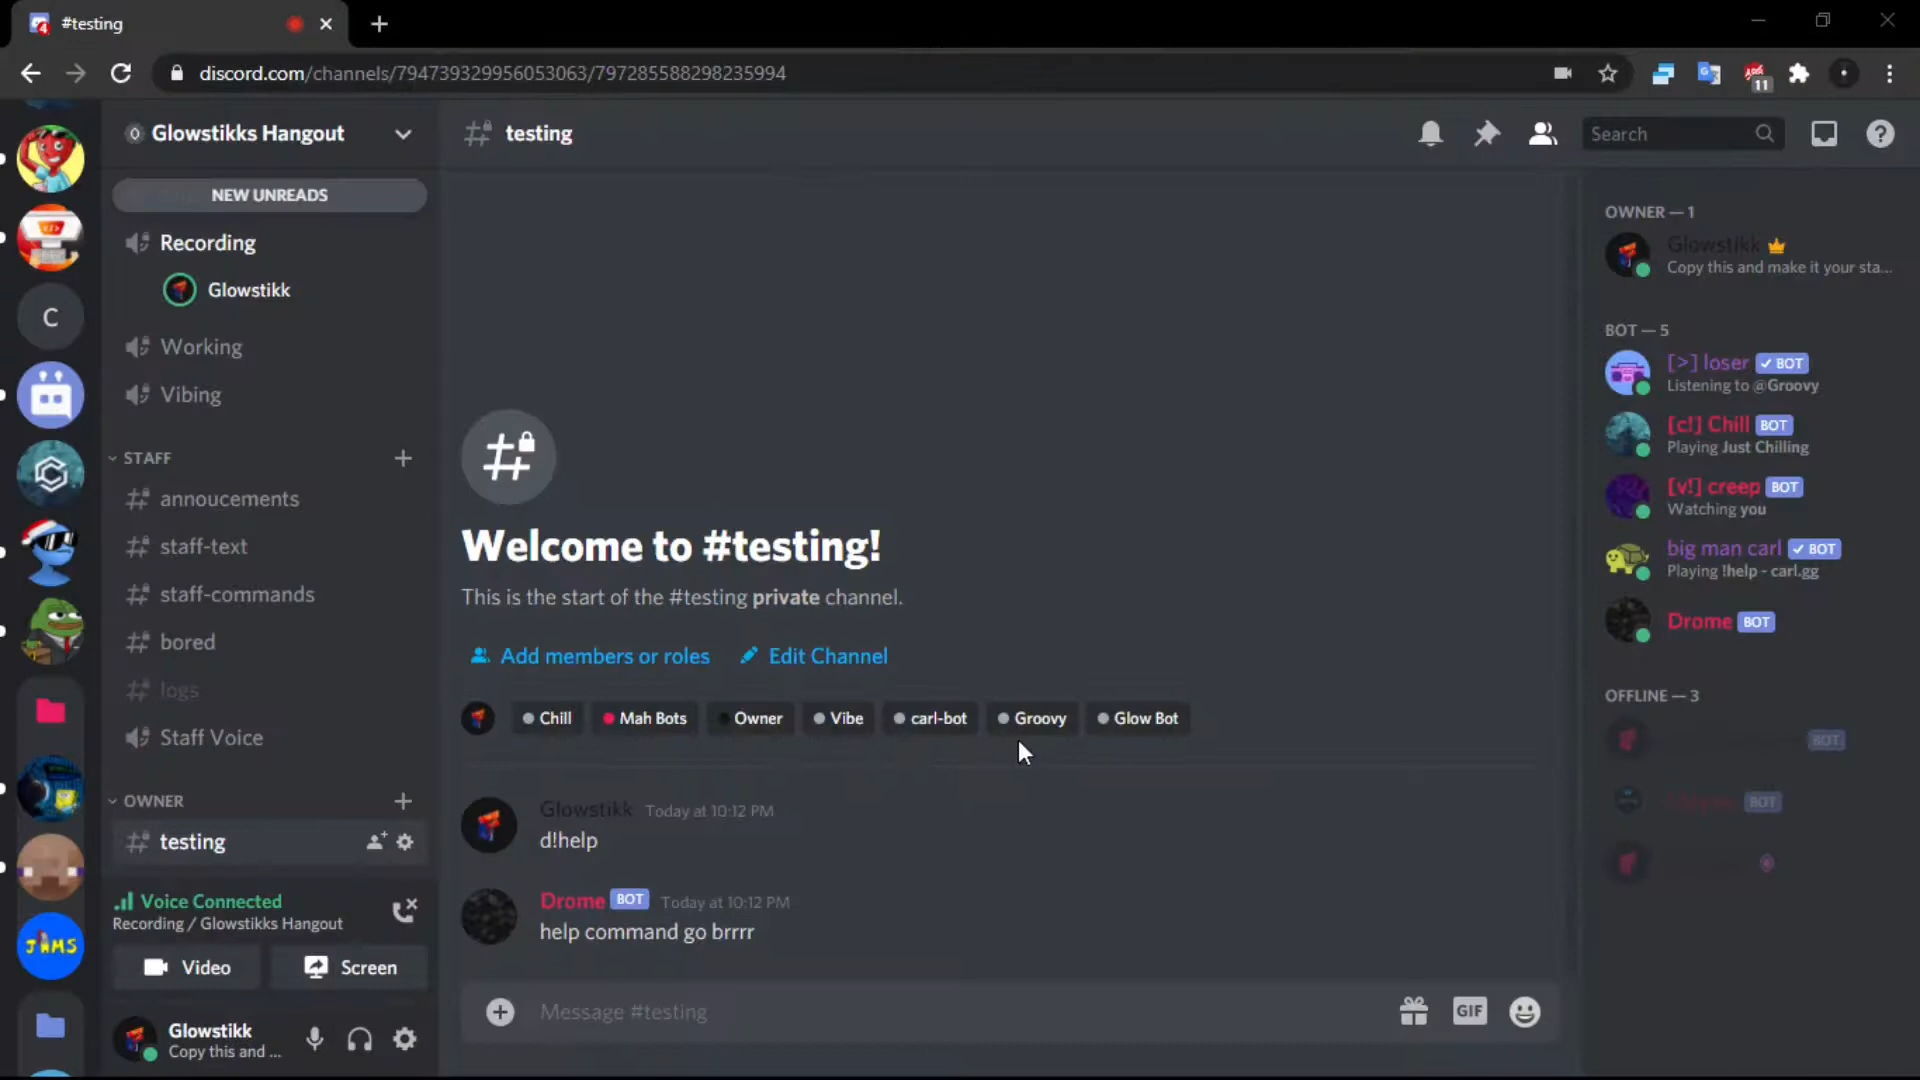 #testing
discord.com/channels/794739329956053063/797285588298235994
11
Glowstikks Hangout
NEW UNREADS
Recording
Glowstikk
Working
Vibing
STAFF
annoucements
staff-text
staff-commands
bored
logs
Staff Voice
OWNER
testing
Voice Connected
Recording / Glowstikks Hangout
Video
Screen
Glowstikk
Copy this and ...
C
JAMS
testing
Search
Welcome to #testing!
This is the start of the #testing private channel.
Add members or roles
Edit Channel
Chill
Mah Bots
Owner
Vibe
carl-bot
Groovy
Glow Bot
Glowstikk Today at 10:12 PM
d!help
Drome BOT Today at 10:12 PM
help command go brrrr
Message #testing
GIF
OWNER — 1
Glowstikk
Copy this and make it your sta...
BOT — 5
[>] loser BOT
Listening to @Groovy
[c!] Chill BOT
Playing Just Chilling
[v!] creep BOT
Watching you
big man carl BOT
Playing !help - carl.gg
Drome BOT
OFFLINE — 3
BOT
BOT